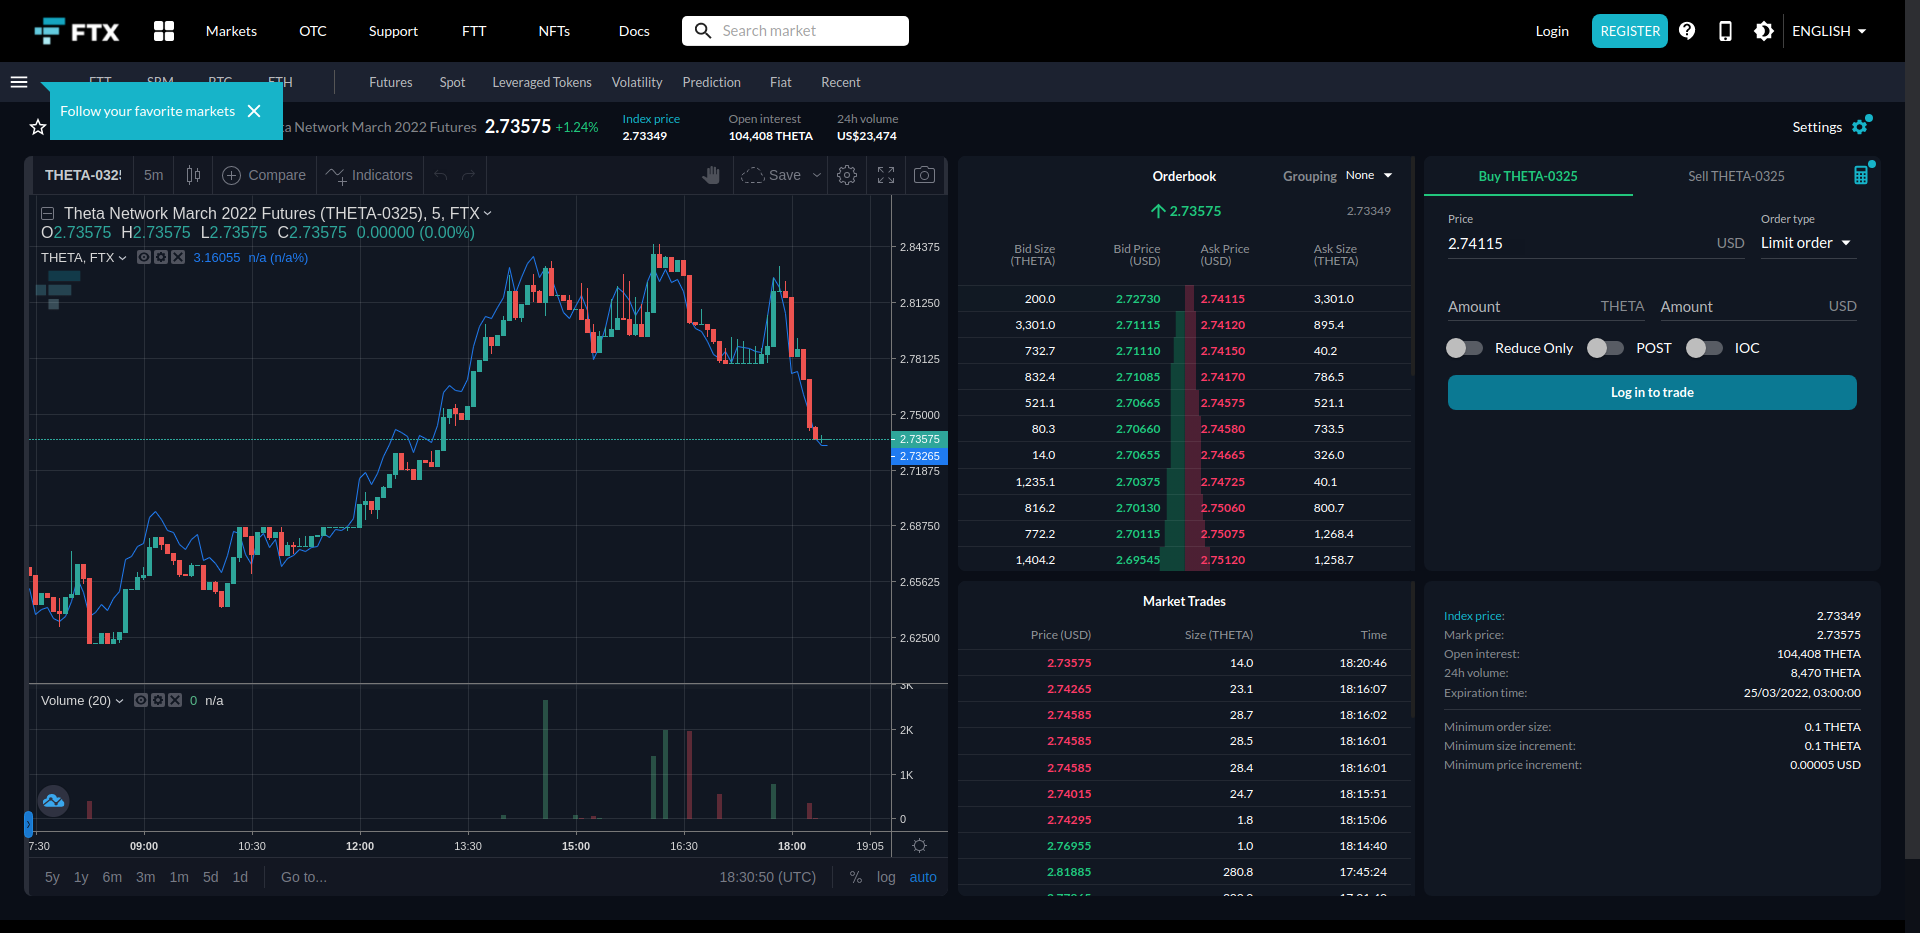 FTX
Markets
OTC
Support
FTT
NFTs
Docs
Search market
Login
REGISTER
ENGLISH
FTT
SRM
BTC
ETH
Futures
Spot
Leveraged Tokens
Volatility
Prediction
Fiat
Recent
Follow your favorite markets
Network March 2022 Futures
2.73575
+1.24%
Index price
2.73349
Open interest
104,408 THETA
24h volume
US$23,474
Settings
THETA-032
5m
Compare
Indicators
Save
Theta Network March 2022 Futures (THETA-0325), 5, FTX
O2.73575 H2.73575 L2.73575 C2.73575 0.00000 (0.00%)
THETA, FTX 3.16055 n/a (n/a%)
2.84375
2.81250
2.78125
2.75000
2.73575
2.73265
2.71875
2.68750
2.65625
2.62500
Volume (20) 0 n/a
3K
2K
1K
0
7:30 09:00 10:30 12:00 13:30 15:00 16:30 18:00 19:05
5y 1y 6m 3m 1m 5d 1d Go to...
18:30:50 (UTC) % log auto
Orderbook
Grouping None
2.73575
2.73349
Bid Size (THETA) Bid Price (USD) Ask Price (USD) Ask Size (THETA)
200.0 2.72730 2.74115 3,301.0
3,301.0 2.71115 2.74120 895.4
732.7 2.71110 2.74150 40.2
832.4 2.71085 2.74170 786.5
521.1 2.70665 2.74575 521.1
80.3 2.70660 2.74580 733.5
14.0 2.70655 2.74665 326.0
1,235.1 2.70375 2.74725 40.1
816.2 2.70130 2.75060 800.7
772.2 2.70115 2.75075 1,268.4
1,404.2 2.69545 2.75120 1,258.7
Market Trades
Price (USD) Size (THETA) Time
2.73575 14.0 18:20:46
2.74265 23.1 18:16:07
2.74585 28.7 18:16:02
2.74585 28.5 18:16:01
2.74585 28.4 18:16:01
2.74015 24.7 18:15:51
2.74295 1.8 18:15:06
2.76955 1.0 18:14:40
2.81885 280.8 17:45:24
Buy THETA-0325
Sell THETA-0325
Price
2.74115 USD
Order type
Limit order
Amount THETA
Amount USD
Reduce Only
POST
IOC
Log in to trade
Index price: 2.73349
Mark price: 2.73575
Open interest: 104,408 THETA
24h volume: 8,470 THETA
Expiration time: 25/03/2022, 03:00:00
Minimum order size: 0.1 THETA
Minimum size increment: 0.1 THETA
Minimum price increment: 0.00005 USD